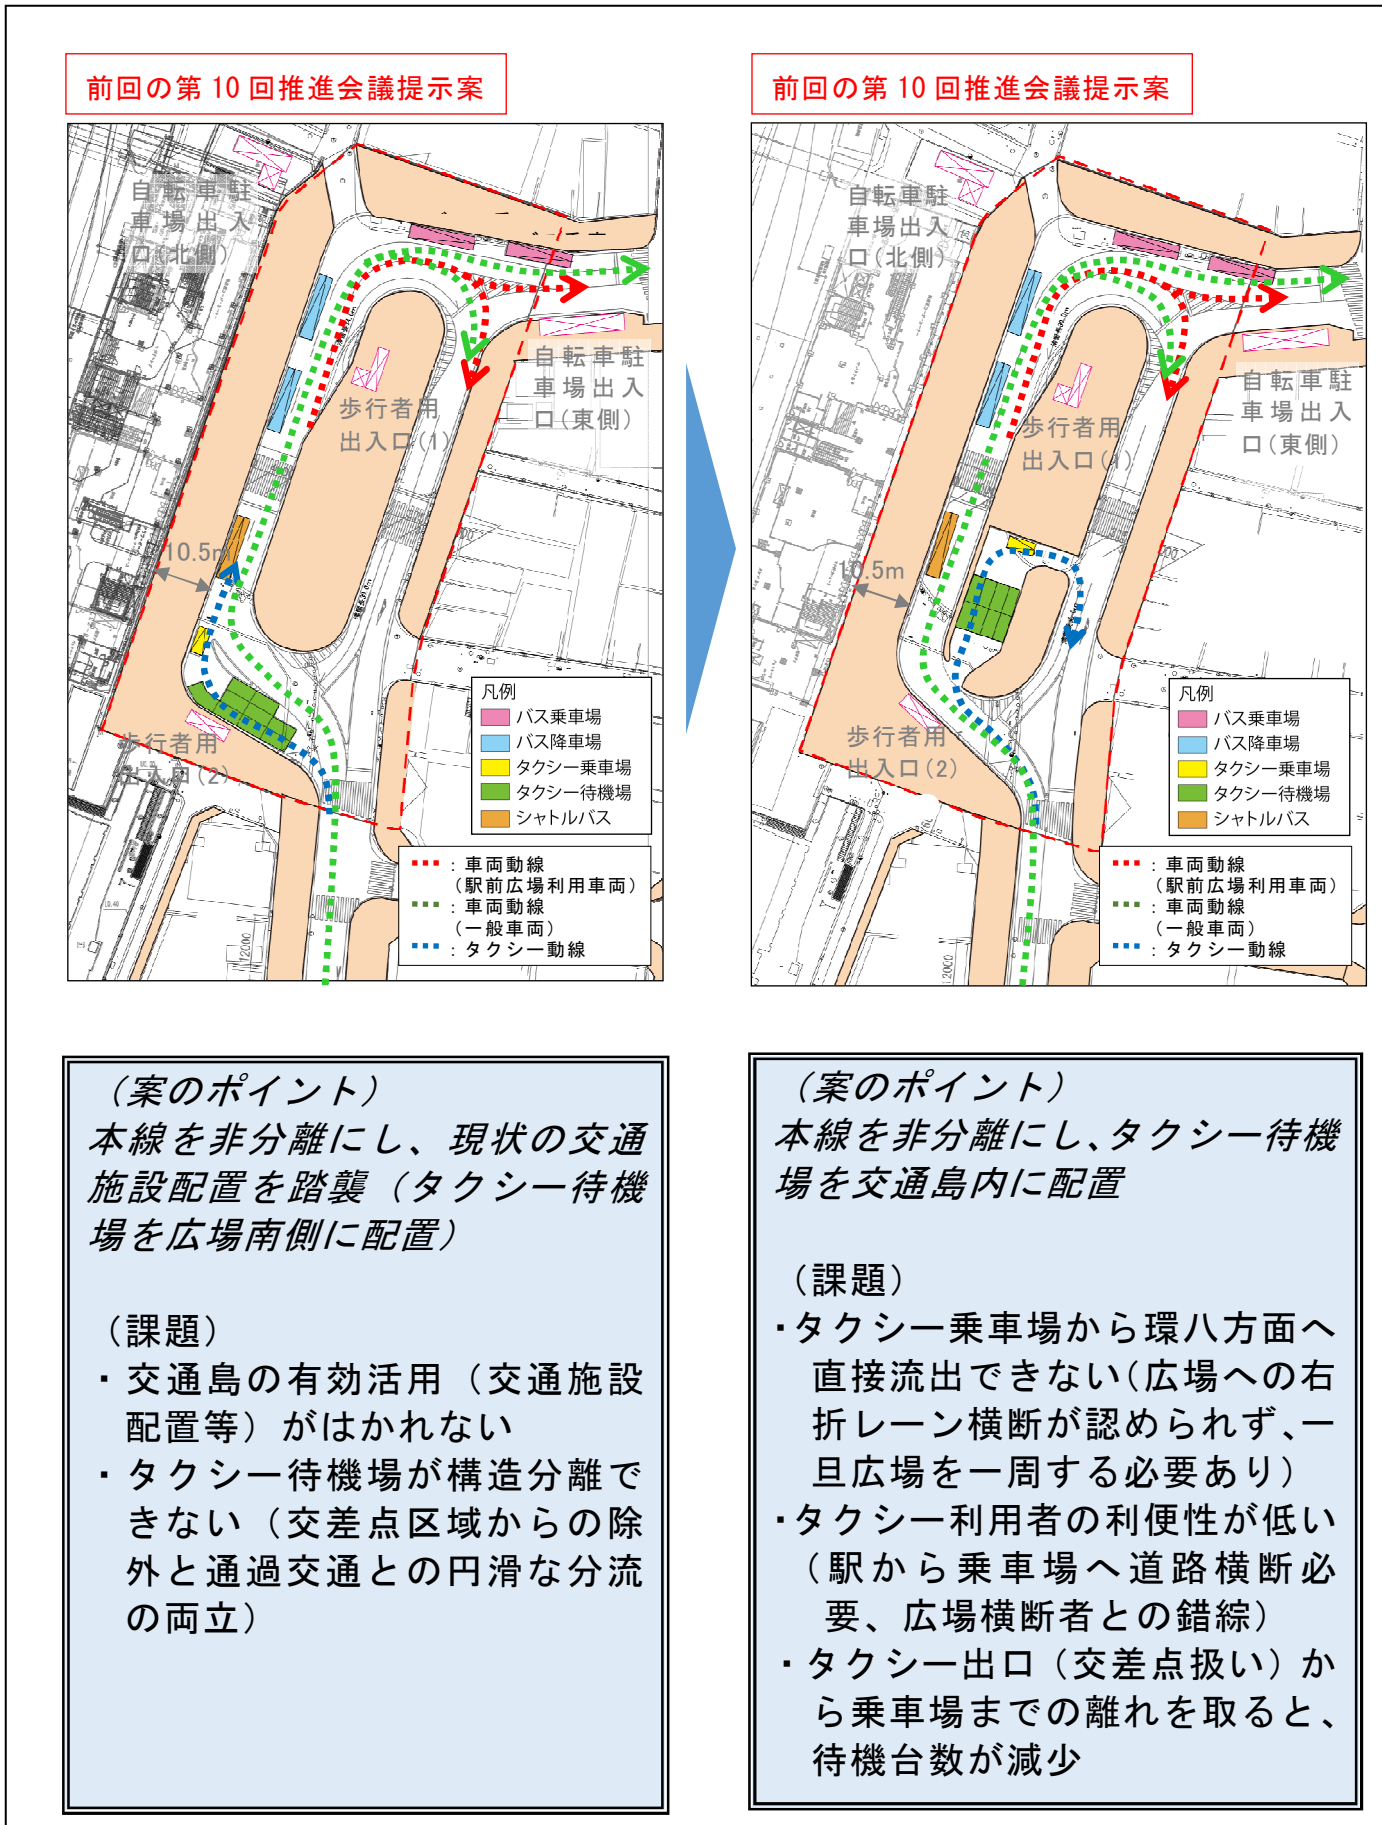 前回の第10回推進会議提示案
自転車駐
車場出入
口(北側)
自転車駐
車場出入
口(東側)
歩行者用
出入口(1)
10.5m
歩行者用
出入口(2)
12000
凡例
バス乗車場
バス降車場
タクシー乗車場
タクシー待機場
シャトルバス
：車両動線
(駅前広場利用車両)
：車両動線
(一般車両)
：タクシー動線
（案のポイント）
本線を非分離にし、現状の交通
施設配置を踏襲（タクシー待機
場を広場南側に配置）
（課題）
・交通島の有効活用（交通施設
配置等）がはかれない
・タクシー待機場が構造分離で
きない（交差点区域からの除
外と通過交通との円滑な分流
の両立）
前回の第10回推進会議提示案
自転車駐
車場出入
口(北側)
自転車駐
車場出入
口(東側)
歩行者用
出入口(1)
10.5m
歩行者用
出入口(2)
12000
凡例
バス乗車場
バス降車場
タクシー乗車場
タクシー待機場
シャトルバス
：車両動線
(駅前広場利用車両)
：車両動線
(一般車両)
：タクシー動線
（案のポイント）
本線を非分離にし、タクシー待機
場を交通島内に配置
（課題）
・タクシー乗車場から環八方面へ
直接流出できない（広場への右
折レーン横断が認められず、一
旦広場を一周する必要あり）
・タクシー利用者の利便性が低い
（駅から乗車場へ道路横断必
要、広場横断者との錯綜）
・タクシー出口（交差点扱い）か
ら乗車場までの離れを取ると、
待機台数が減少